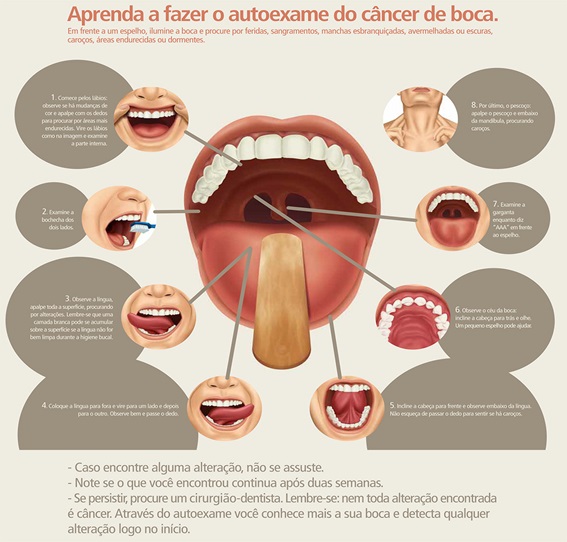 Aprenda a fazer o autoexame do câncer de boca.
Em frente a um espelho, ilumine a boca e procure por feridas, sangramentos, manchas esbranquiçadas, avermelhadas ou escuras,
caroços, áreas endurecidas ou dormentes.
1. Comece pelos lábios:
observe se há mudanças de
cor e apalpe com os dedos
para procurar por áreas mais
endurecidas. Vire os lábios
como na imagem e examine
a parte interna.
2. Examine a
bochecha dos
dois lados.
3. Observe a língua,
apalpe toda a superfície, procurando
por alterações. Lembre-se que uma
camada branca pode se acumular
sobre a superfície se a língua não for
bem limpa durante a higiene bucal.
4. Coloque a língua para fora e vire para um lado e depois
para o outro. Observe bem e passe o dedo.
5. Incline a cabeça para frente e observe embaixo da língua.
Não esqueça de passar o dedo para sentir se há caroços.
6. Observe o céu da boca:
incline a cabeça para trás e olhe.
Um pequeno espelho pode ajudar.
7. Examine a
garganta
enquanto diz
"AAA" em frente
ao espelho.
8. Por último, o pescoço:
apalpe o pescoço e embaixo
da mandíbula, procurando
caroços.
- Caso encontre alguma alteração, não se assuste.
- Note se o que você encontrou continua após duas semanas.
- Se persistir, procure um cirurgião-dentista. Lembre-se: nem toda alteração encontrada
é câncer. Através do autoexame você conhece mais a sua boca e detecta qualquer
alteração logo no início.